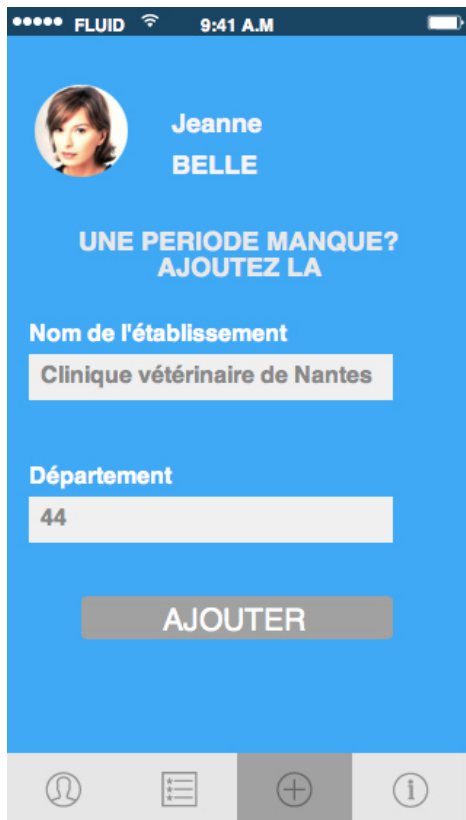 FLUID 9:41 A.M
Jeanne
BELLE
UNE PERIODE MANQUE?
AJOUTEZ LA
Nom de l'établissement
Clinique vétérinaire de Nantes
Département
44
AJOUTER